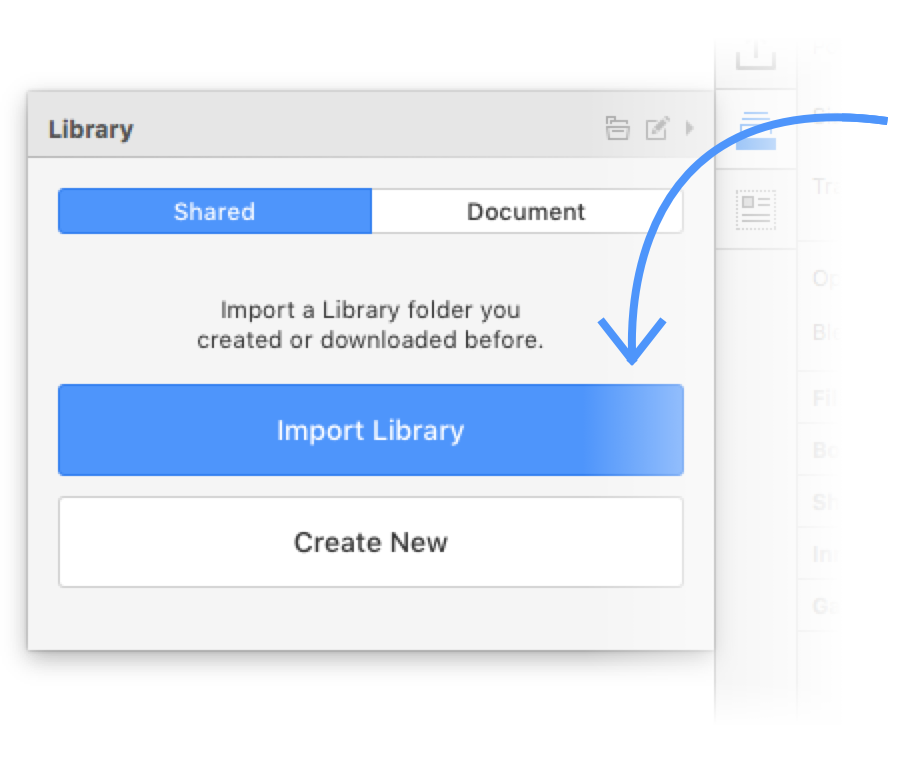 Library
Shared
Document
Import a Library folder you
created or downloaded before.
Import Library
Create New